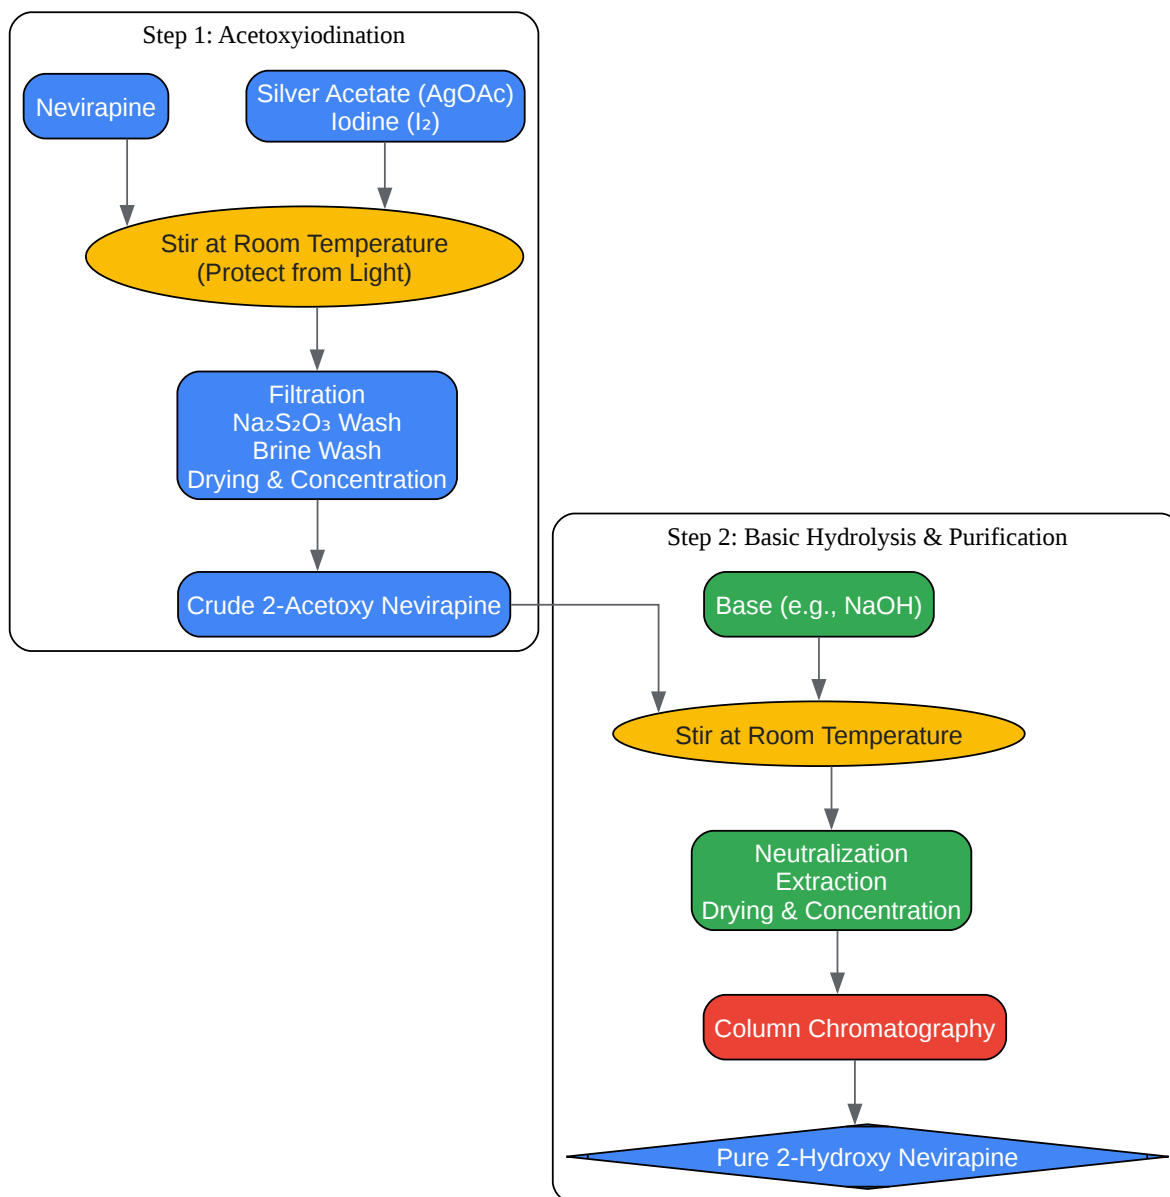 Step 1: Acetoxyiodination
Nevirapine
Silver Acetate (AgOAc)
Iodine (I₂)
Stir at Room Temperature
(Protect from Light)
Filtration
Na₂S₂O₃ Wash
Brine Wash
Drying & Concentration
Crude 2-Acetoxy Nevirapine
Step 2: Basic Hydrolysis & Purification
Base (e.g., NaOH)
Stir at Room Temperature
Neutralization
Extraction
Drying & Concentration
Column Chromatography
Pure 2-Hydroxy Nevirapine